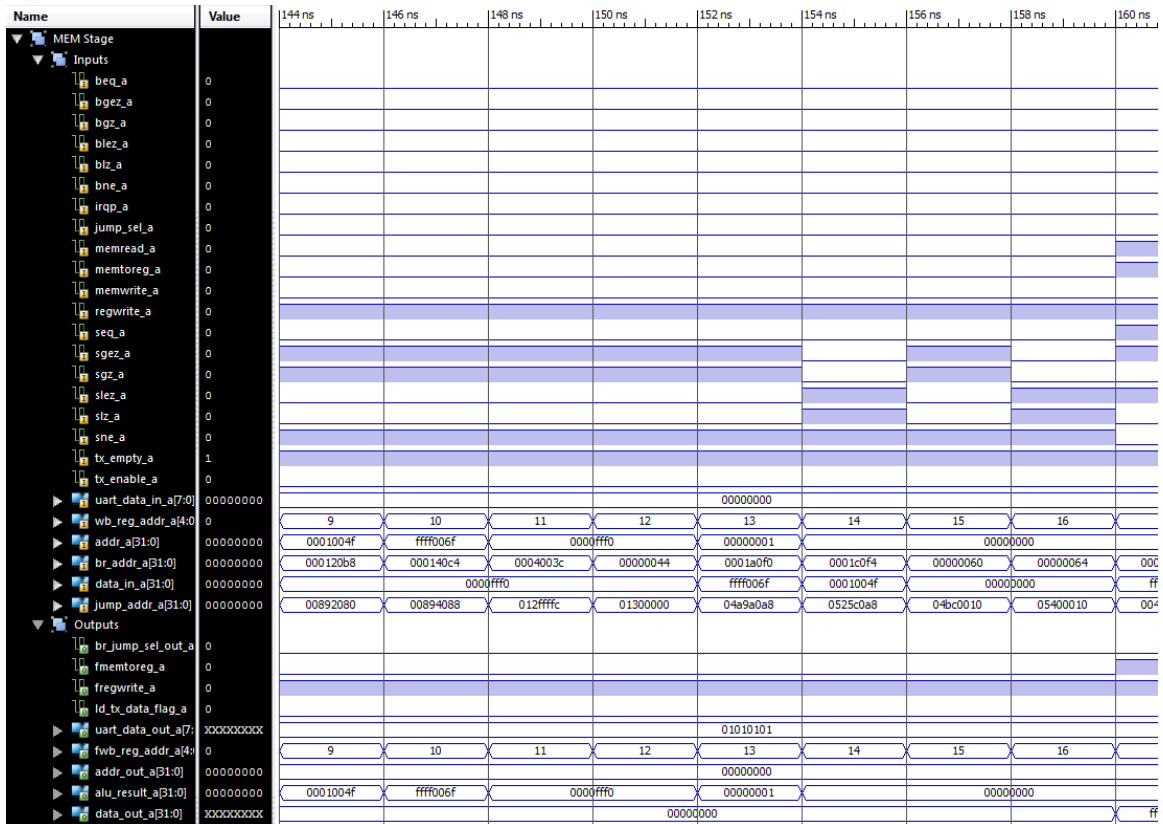 Name Value 144 ns 146 ns 148 ns 150 ns 152 ns 154 ns 156 ns 158 ns 160 ns
MEM Stage
Inputs
beq_a 0
bgez_a 0
bgz_a 0
blez_a 0
blz_a 0
bne_a 0
irqp_a 0
jump_sel_a 0
memread_a 0
memtoreg_a 0
memwrite_a 0
regwrite_a 0
seq_a 0
sgez_a 0
sgz_a 0
slez_a 0
slz_a 0
sne_a 0
tx_empty_a 1
tx_enable_a 0
uart_data_in_a[7:0] 00000000 00000000
wb_reg_addr_a[4:0 0 9 10 11 12 13 14 15 16
addr_a[31:0] 00000000 0001004f ffff006f 0000fff0 00000001 00000000
br_addr_a[31:0] 00000000 000120b8 000140c4 0004003c 00000044 0001a0f0 0001c0f4 00000060 00000064 000
data_in_a[31:0] 00000000 0000fff0 ffff006f 0001004f 00000000 ff
jump_addr_a[31:0] 00000000 00892080 00894088 012ffffc 01300000 04a9a0a8 0525c0a8 04bc0010 05400010 004
Outputs
br_jump_sel_out_a 0
fmemtoreg_a 0
fregwrite_a 0
ld_tx_data_flag_a 0
uart_data_out_a[7: XXXXXXXX 01010101
fwb_reg_addr_a[4: 0 9 10 11 12 13 14 15 16
addr_out_a[31:0] 00000000 00000000
alu_result_a[31:0] 00000000 0001004f ffff006f 0000fff0 00000001 00000000
data_out_a[31:0] XXXXXXXX 00000000 ff